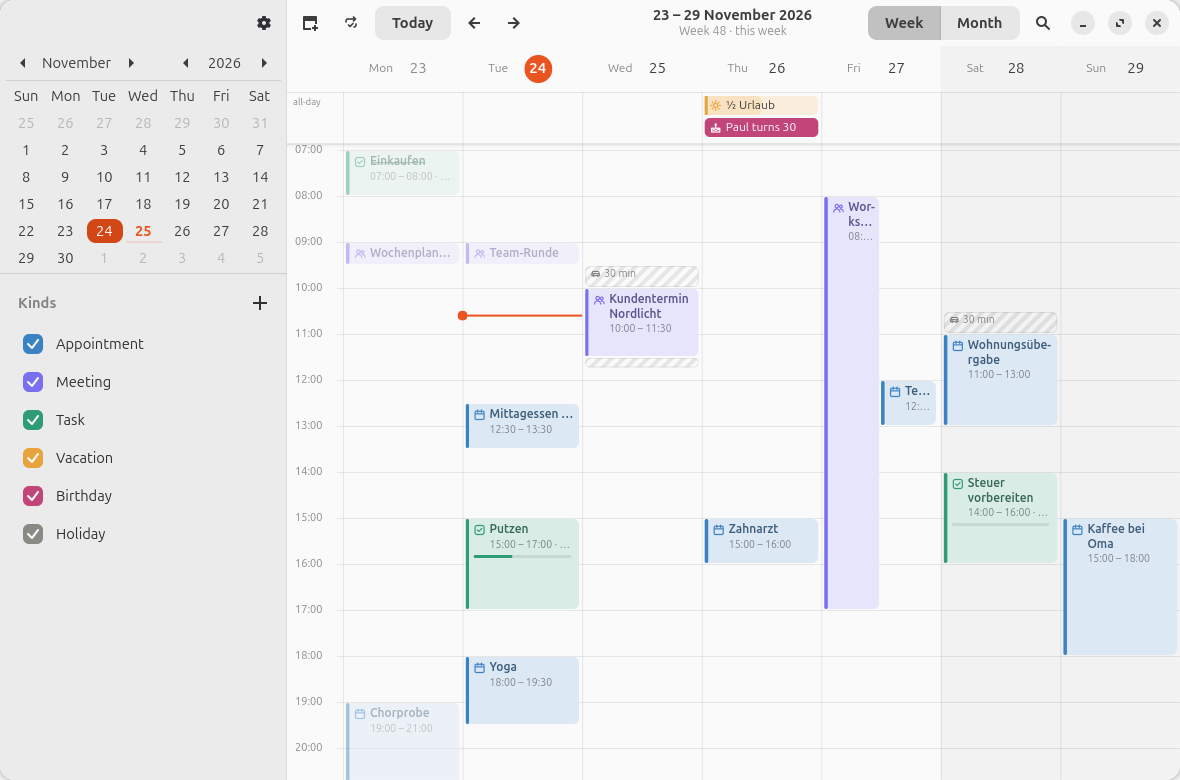 Today
23 – 29 November 2026
Week 48 · this week
Week
Month
November
2026
Sun Mon Tue Wed Thu Fri Sat
25 26 27 28 29 30 31
1 2 3 4 5 6 7
8 9 10 11 12 13 14
15 16 17 18 19 20 21
22 23 24 25 26 27 28
29 30 1 2 3 4 5
Kinds
Appointment
Meeting
Task
Vacation
Birthday
Holiday
Mon 23
Tue 24
Wed 25
Thu 26
Fri 27
Sat 28
Sun 29
all-day
½ Urlaub
Paul turns 30
07:00
08:00
09:00
10:00
11:00
12:00
13:00
14:00
15:00
16:00
17:00
18:00
19:00
20:00
Einkaufen
07:00 – 08:00 · …
Wochenplan…
Chorprobe
19:00 – 21:00
Team-Runde
Mittagessen …
12:30 – 13:30
Putzen
15:00 – 17:00 · …
Yoga
18:00 – 19:30
30 min
Kundentermin
Nordlicht
10:00 – 11:30
Zahnarzt
15:00 – 16:00
Wor-
ks…
08:…
Te…
12:…
30 min
Wohnungsübe-
rgabe
11:00 – 13:00
Steuer
vorbereiten
14:00 – 16:00 · …
Kaffee bei
Oma
15:00 – 18:00